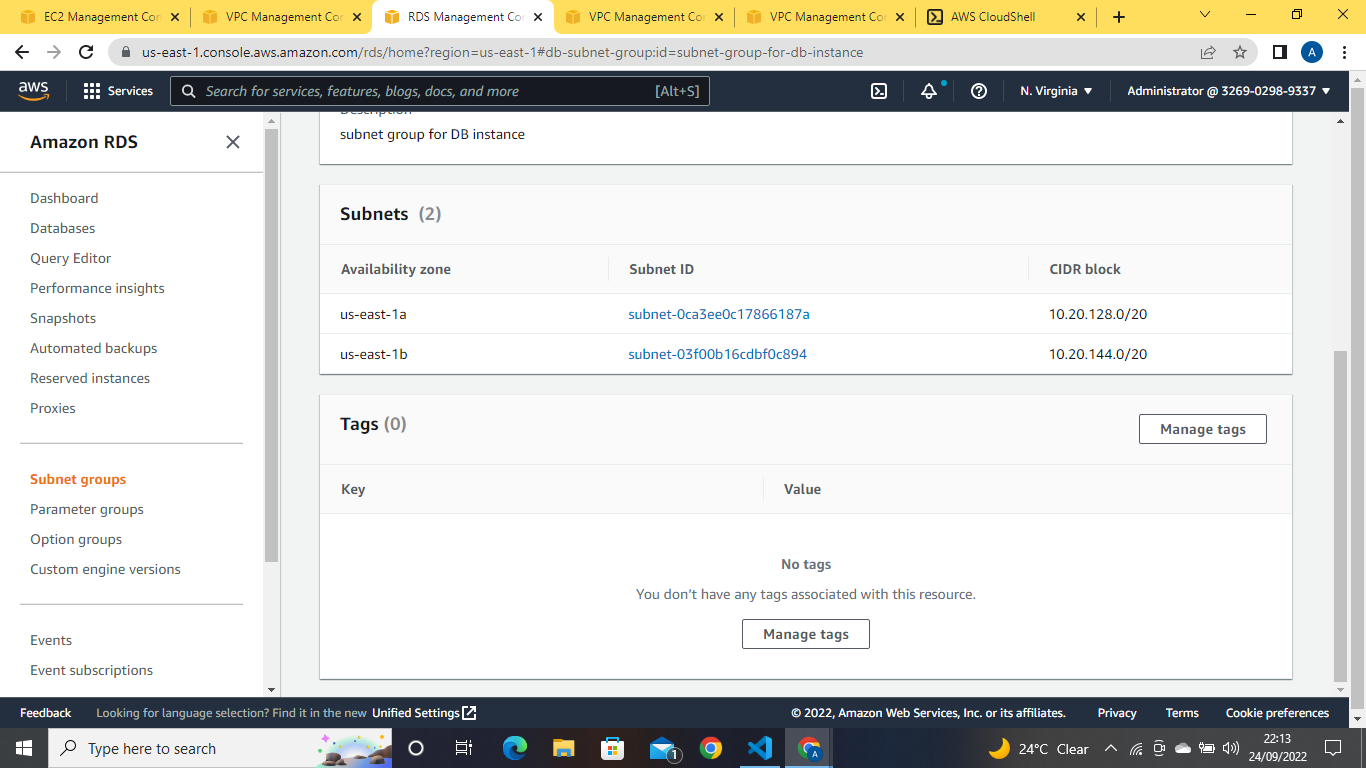 EC2 Management Con
VPC Management Con
RDS Management Con
VPC Management Con
VPC Management Con
AWS CloudShell
us-east-1.console.aws.amazon.com/rds/home?region=us-east-1#db-subnet-group:id=subnet-group-for-db-instance
A
aws
Services
Search for services, features, blogs, docs, and more
[Alt+S]
N. Virginia
Administrator @ 3269-0298-9337
Amazon RDS
Dashboard
Databases
Query Editor
Performance insights
Snapshots
Automated backups
Reserved instances
Proxies
Subnet groups
Parameter groups
Option groups
Custom engine versions
Events
Event subscriptions
Description
subnet group for DB instance
Subnets (2)
Availability zone Subnet ID CIDR block
us-east-1a subnet-0ca3ee0c17866187a 10.20.128.0/20
us-east-1b subnet-03f00b16cdbf0c894 10.20.144.0/20
Tags (0)
Manage tags
Key Value
No tags
You don't have any tags associated with this resource.
Manage tags
Feedback Looking for language selection? Find it in the new Unified Settings © 2022, Amazon Web Services, Inc. or its affiliates. Privacy Terms Cookie preferences
Type here to search
1
A
24°C Clear
22:13
24/09/2022